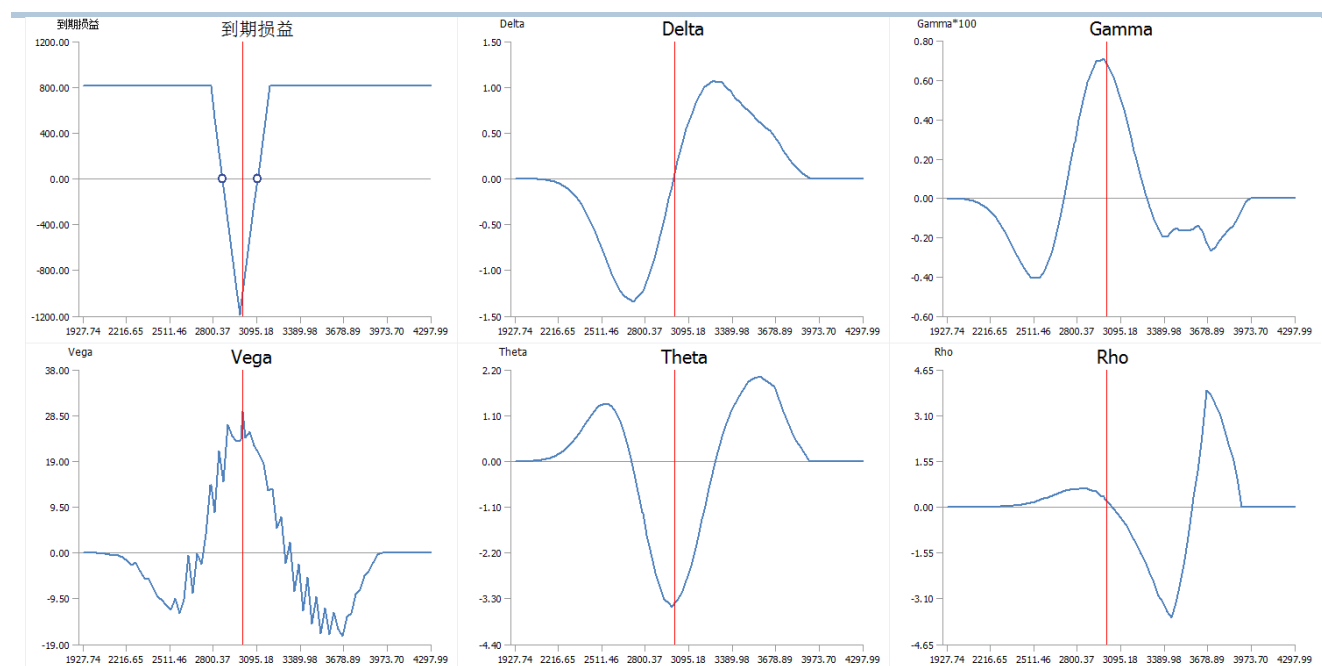 到期损益
到期损益
1200.00
800.00
400.00
0.00
-400.00
-800.00
-1200.00
1927.74 2216.65 2511.46 2800.37 3095.18 3389.98 3678.89 3973.70 4297.99
Delta
Delta
1.50
1.00
0.50
0.00
-0.50
-1.00
-1.50
1927.74 2216.65 2511.46 2800.37 3095.18 3389.98 3678.89 3973.70 4297.99
Gamma*100
Gamma
0.80
0.60
0.40
0.20
0.00
-0.20
-0.40
-0.60
1927.74 2216.65 2511.46 2800.37 3095.18 3389.98 3678.89 3973.70 4297.99
Vega
Vega
38.00
28.50
19.00
9.50
0.00
-9.50
-19.00
1927.74 2216.65 2511.46 2800.37 3095.18 3389.98 3678.89 3973.70 4297.99
Theta
Theta
2.20
1.10
0.00
-1.10
-2.20
-3.30
-4.40
1927.74 2216.65 2511.46 2800.37 3095.18 3389.98 3678.89 3973.70 4297.99
Rho
Rho
4.65
3.10
1.55
0.00
-1.55
-3.10
-4.65
1927.74 2216.65 2511.46 2800.37 3095.18 3389.98 3678.89 3973.70 4297.99